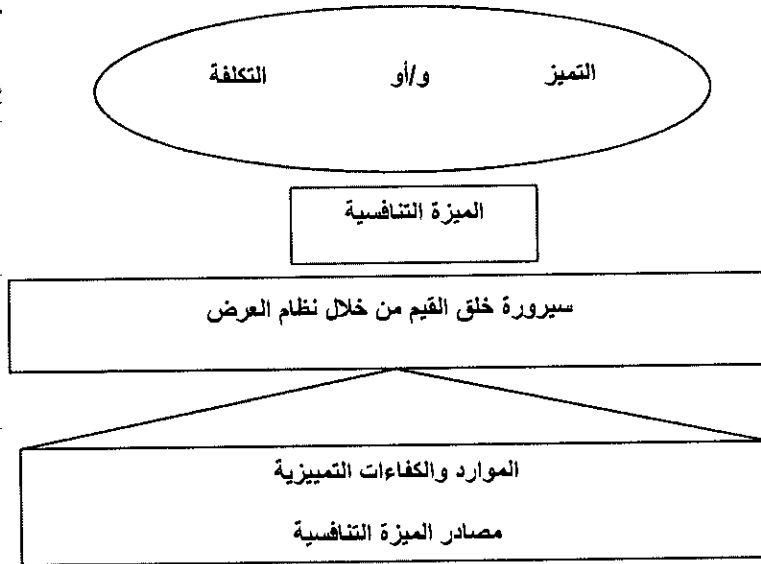 التميز و/أو التكلفة
الميزة التنافسية
سيرورة خلق القيم من خلال نظام العرض
الموارد والكفاءات التمييزية
مصادر الميزة التنافسية